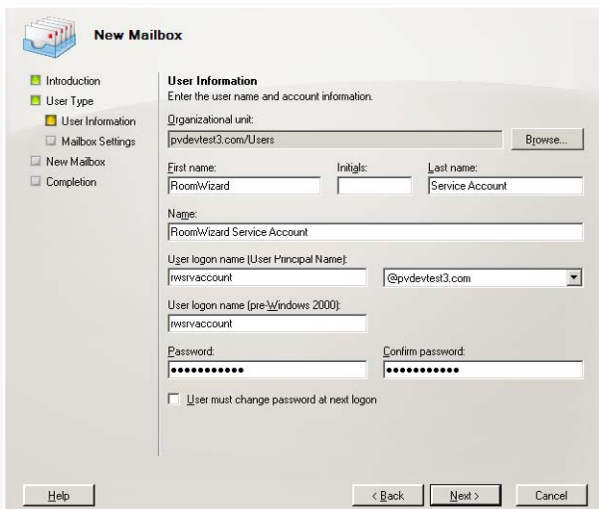 New Mailbox
Introduction
User Type
User Information
Mailbox Settings
New Mailbox
Completion
User Information
Enter the user name and account information.
Organizational unit:
pvdevtest3.com/Users
Browse...
First name: Initials: Last name:
RoomWizard Service Account
Name:
RoomWizard Service Account
User logon name (User Principal Name):
rwsrvaccount @pvdevtest3.com
User logon name (pre-Windows 2000):
rwsrvaccount
Password: Confirm password:
●●●●●●●●●●● ●●●●●●●●●●●
User must change password at next logon
Help < Back Next > Cancel